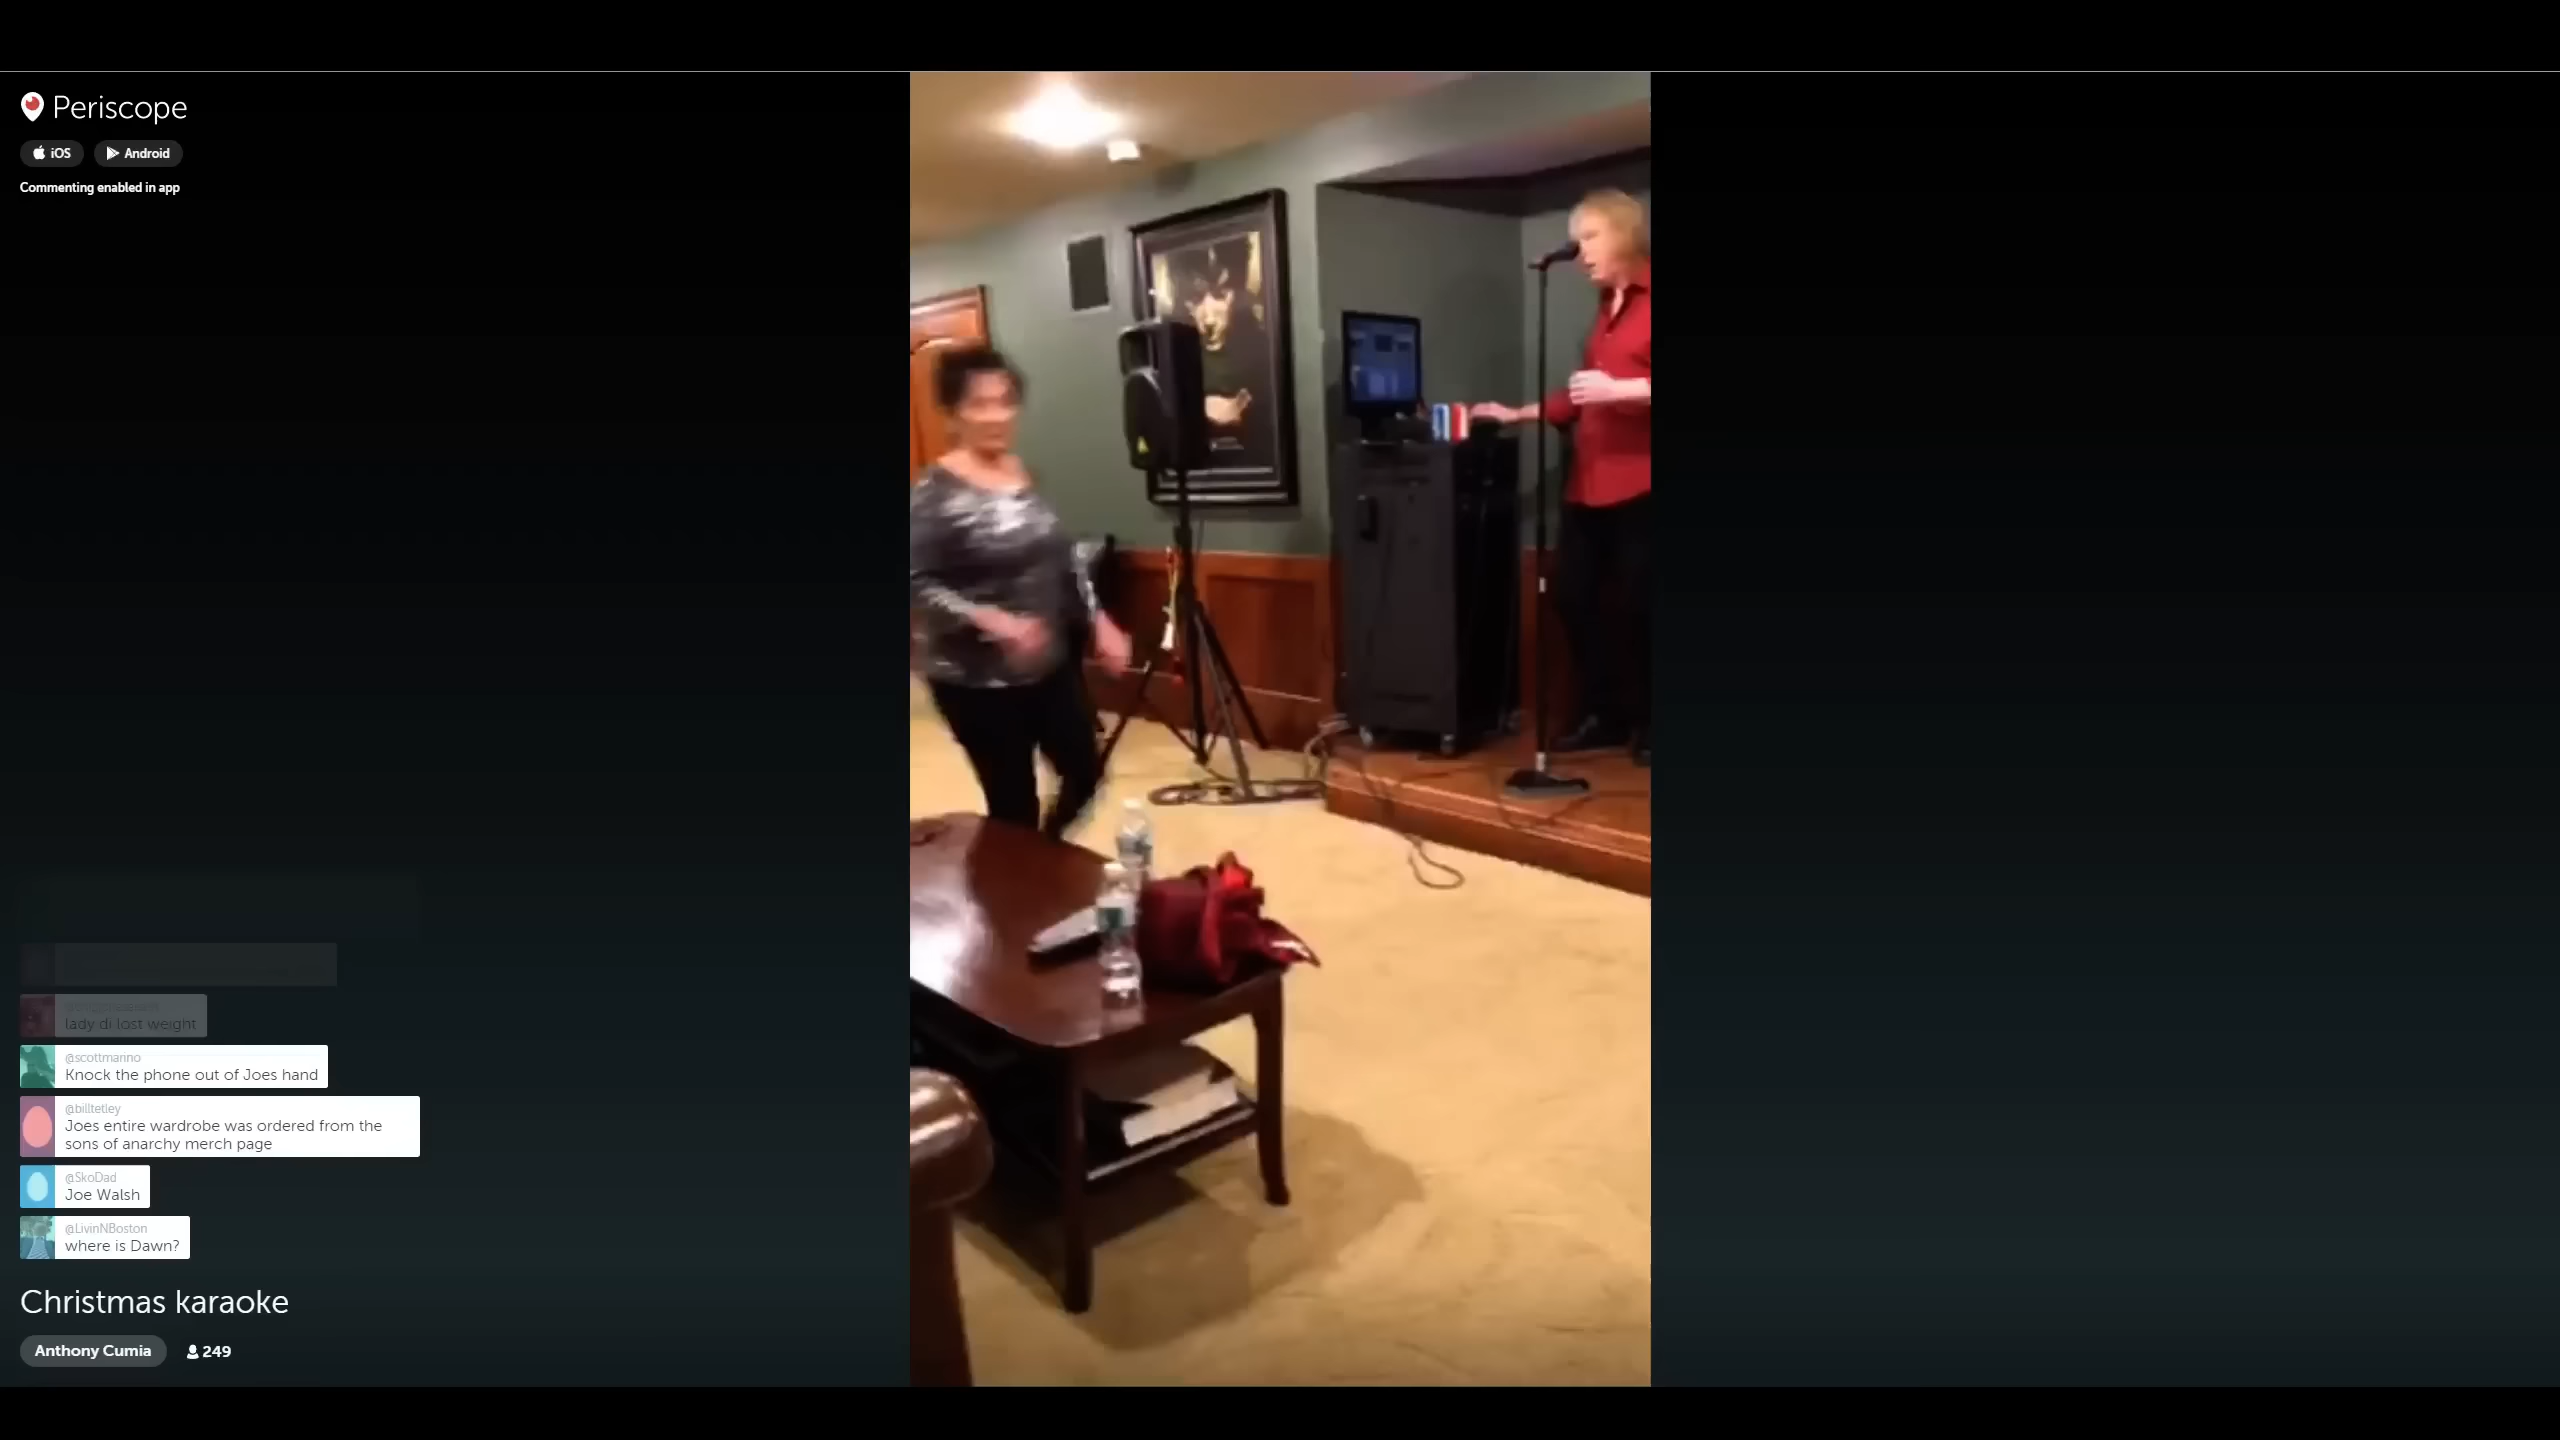 Periscope
iOS
Android
Commenting enabled in app
lady di lost weight
@scottmarino
Knock the phone out of Joes hand
@billtetley
Joes entire wardrobe was ordered from the
sons of anarchy merch page
@SkoDad
Joe Walsh
@LivinNBoston
where is Dawn?
Christmas karaoke
Anthony Cumia
249